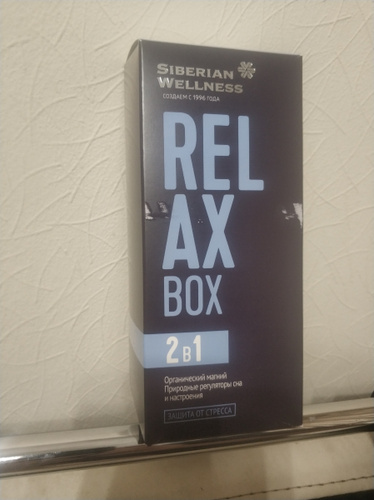 SIBERIAN
WELLNESS
СОЗДАЕМ С 1996 ГОДА
REL
AX
BOX
2 в 1
Органический магний
Природные регуляторы сна
и настроения
ЗАЩИТА ОТ СТРЕССА